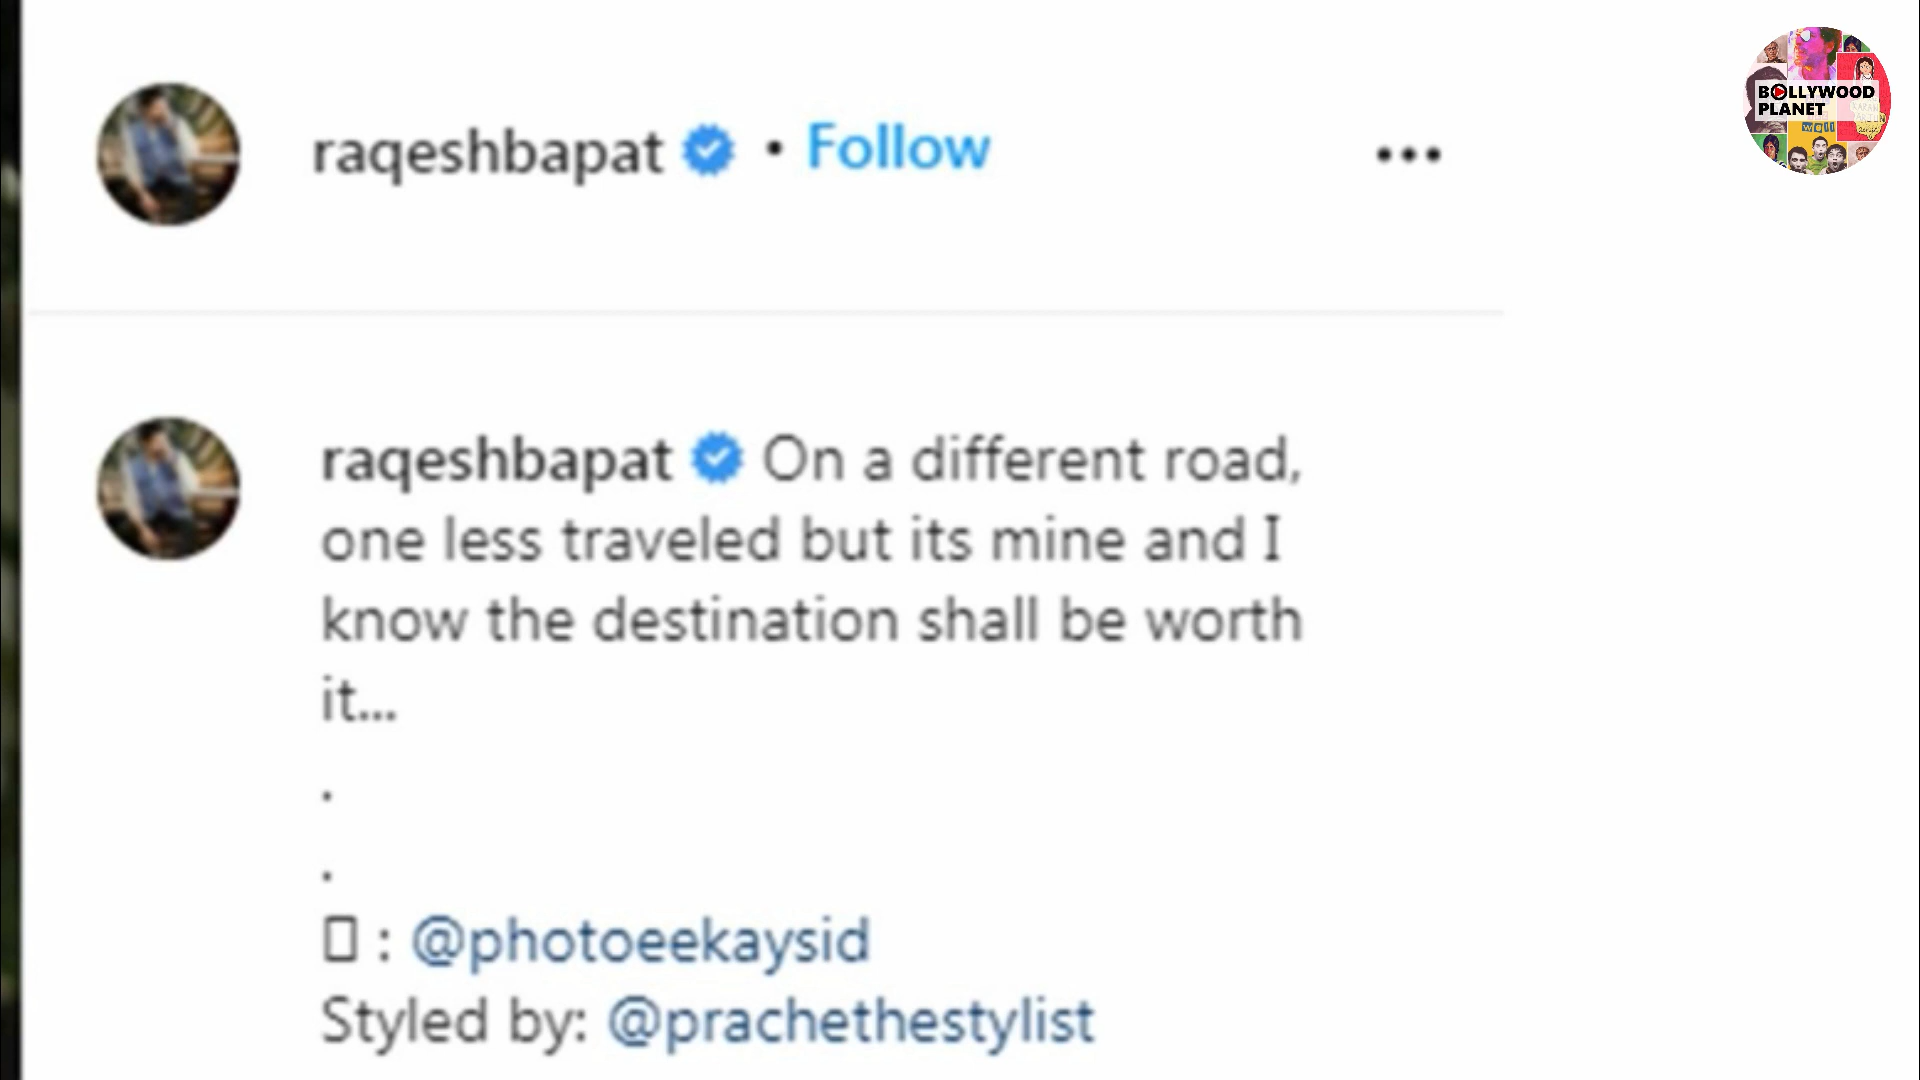 raqeshbapat • Follow
BOLLYWOOD
PLANET
raqeshbapat On a different road,
one less traveled but its mine and I
know the destination shall be worth
it...
.
.
: @photoeekaysid
Styled by: @prachethestylist